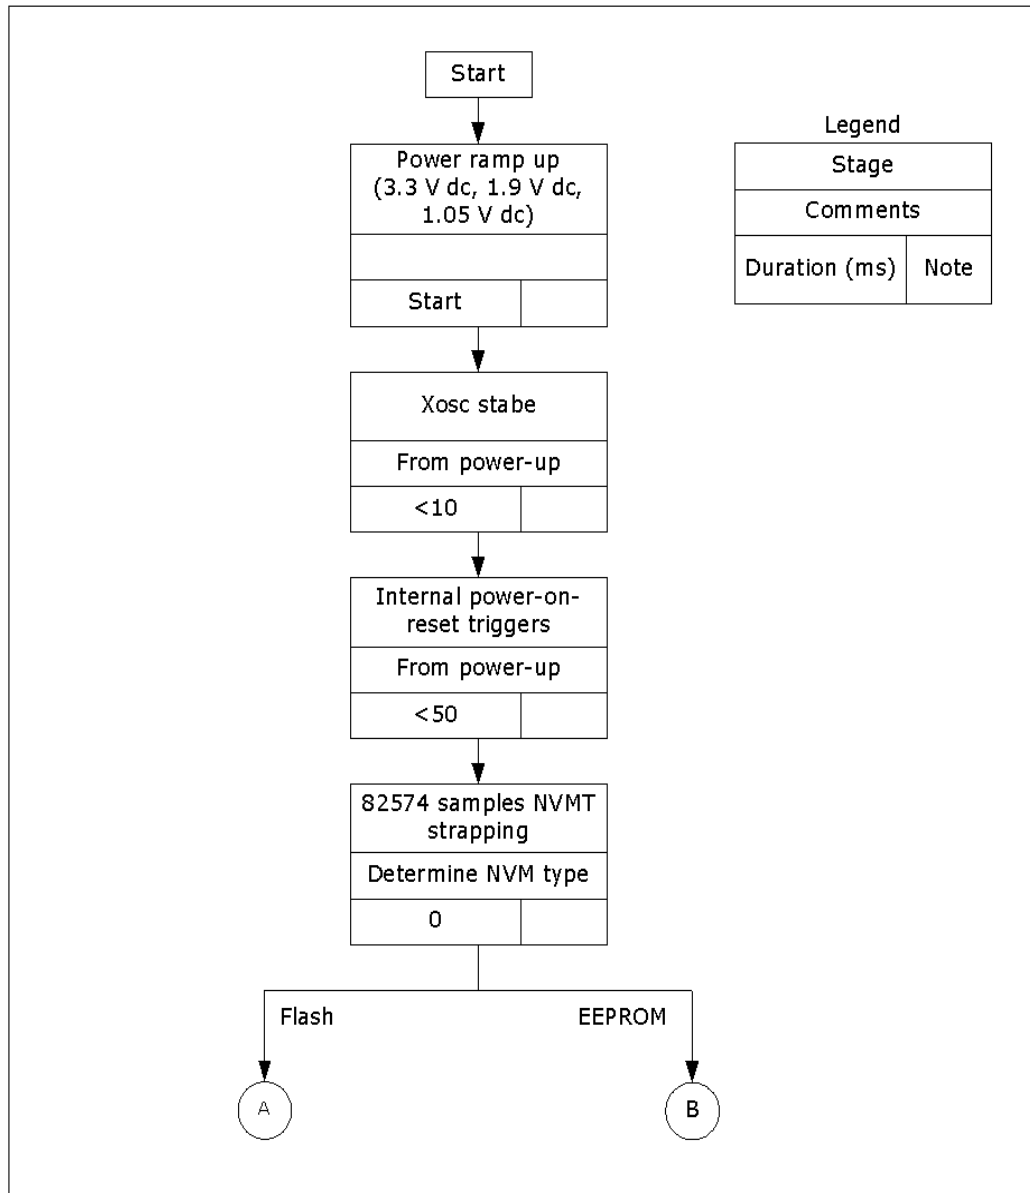 Start
Power ramp up
(3.3 V dc, 1.9 V dc,
1.05 V dc)
Start
Legend
Stage
Comments
Duration (ms)
Note
Xosc stabe
From power-up
<10
Internal power-on-
reset triggers
From power-up
<50
82574 samples NVMT
strapping
Determine NVM type
0
Flash
EEPROM
A
B